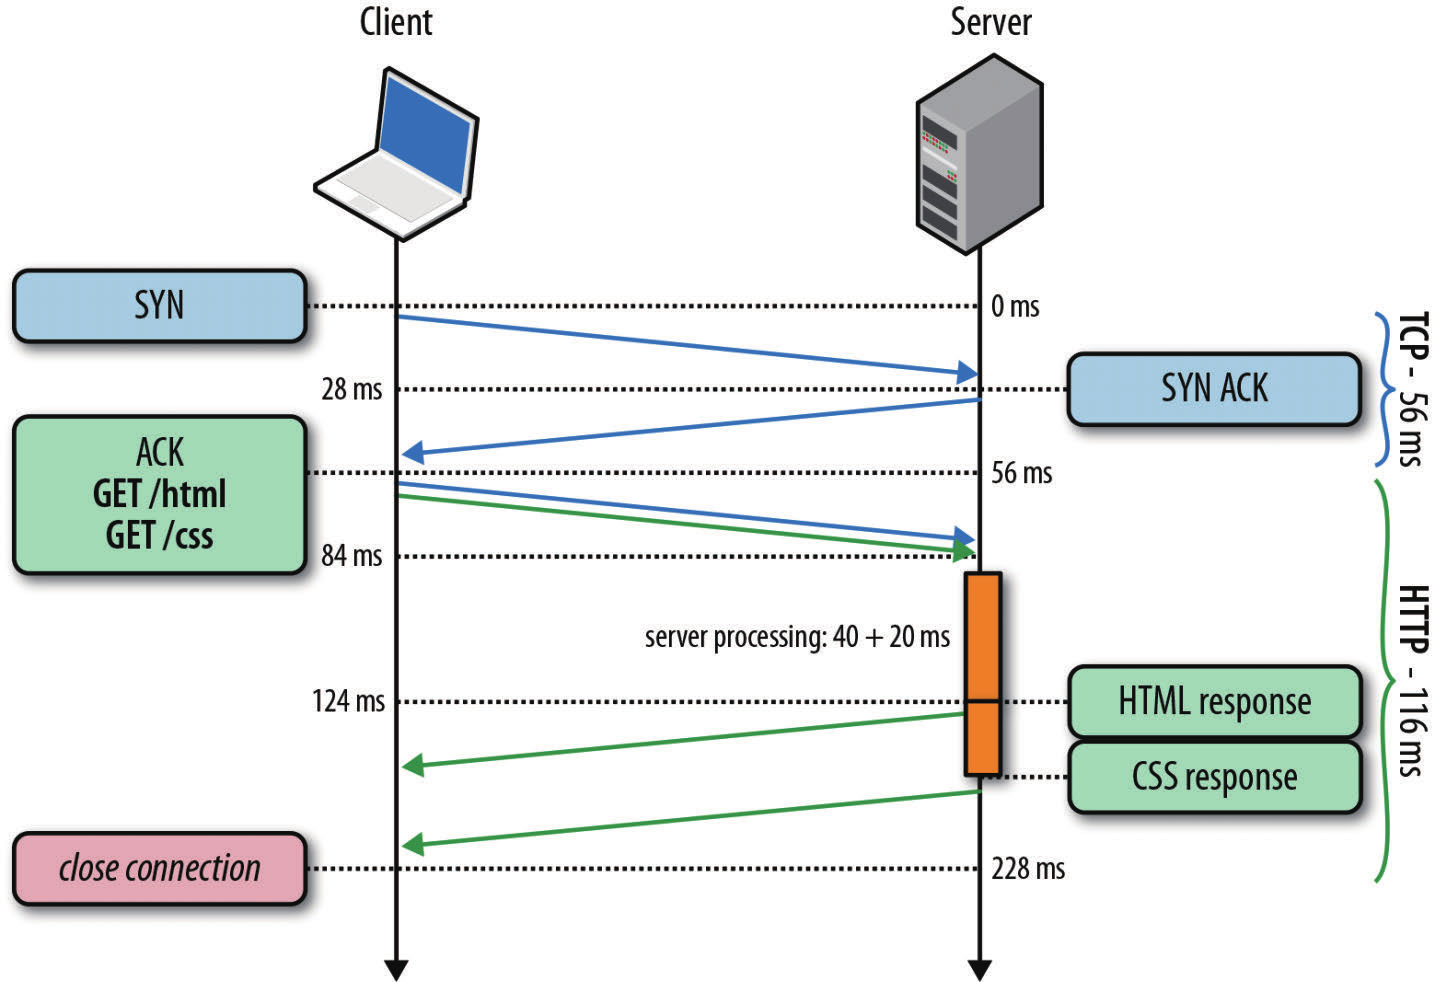 Client
Server
SYN
0 ms
28 ms
SYN ACK
TCP - 56 ms
ACK
GET /html
GET /css
56 ms
84 ms
server processing: 40 + 20 ms
HTTP - 116 ms
124 ms
HTML response
CSS response
close connection
228 ms